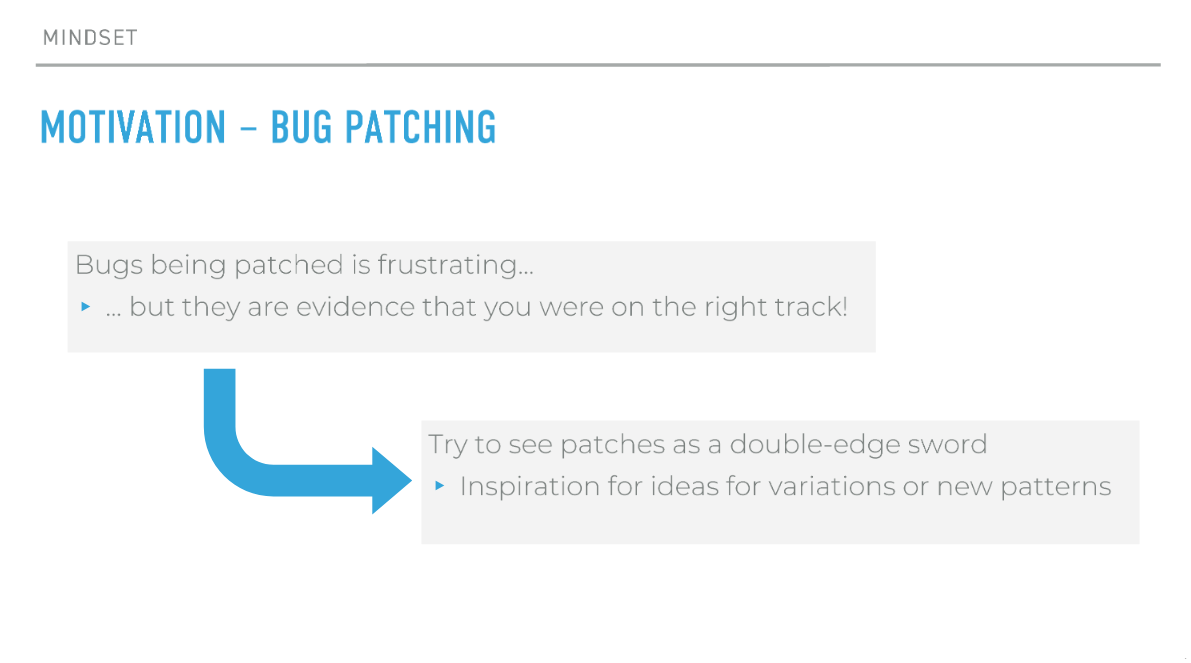 MINDSET
MOTIVATION – BUG PATCHING
Bugs being patched is frustrating...
▸ ... but they are evidence that you were on the right track!
Try to see patches as a double-edge sword
▸ Inspiration for ideas for variations or new patterns